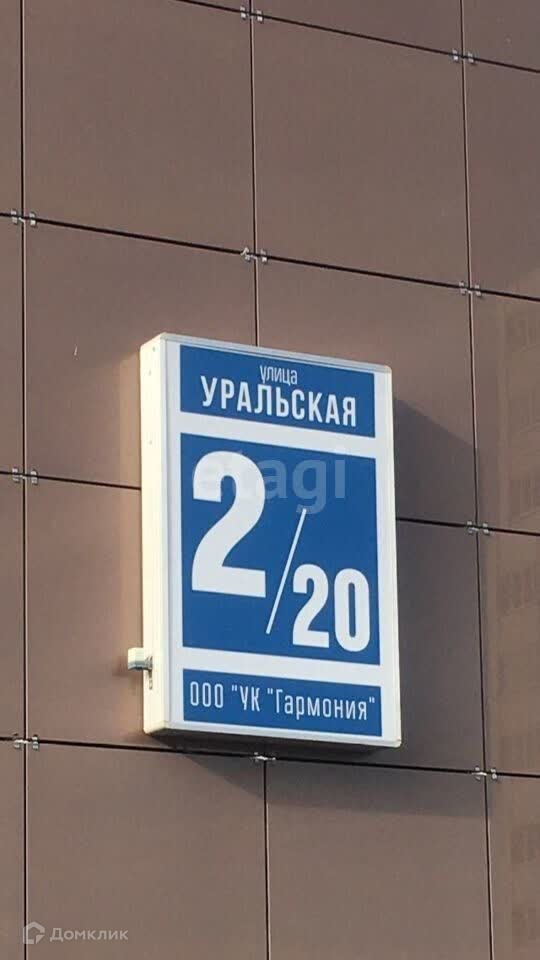 улица
УРАЛЬСКАЯ
etagi
2/20
ООО "УК "Гармония"
Домклик